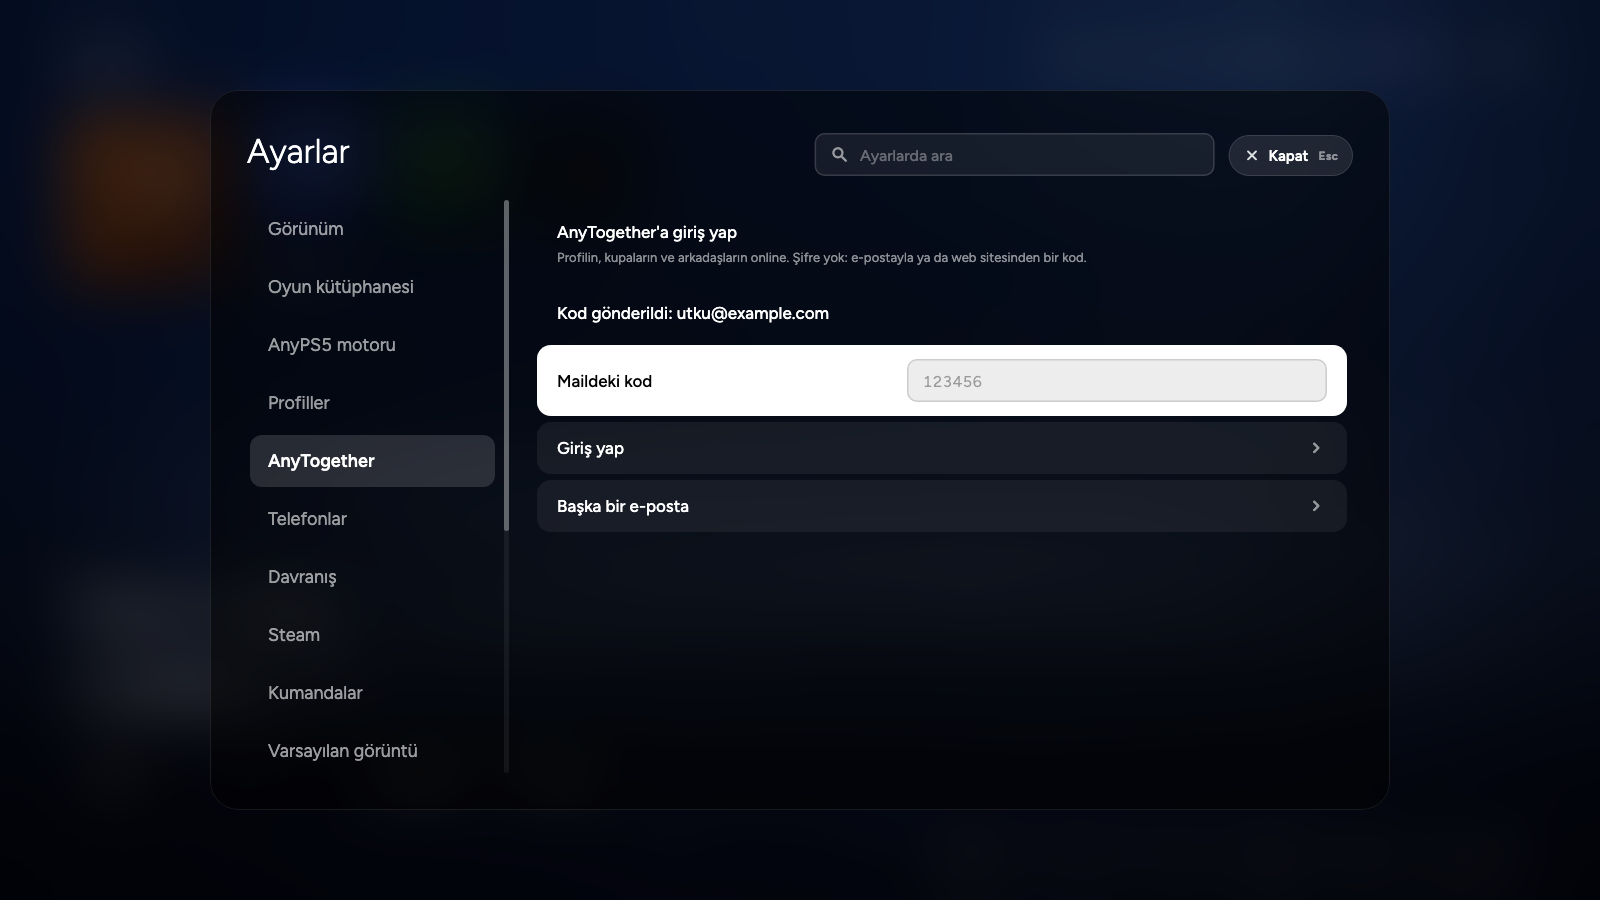 Ayarlar
Ayarlarda ara
Kapat Esc
Görünüm
Oyun kütüphanesi
AnyPS5 motoru
Profiller
AnyTogether
Telefonlar
Davranış
Steam
Kumandalar
Varsayılan görüntü
AnyTogether'a giriş yap
Profilin, kupaların ve arkadaşların online. Şifre yok: e-postayla ya da web sitesinden bir kod.
Kod gönderildi: utku@example.com
Maildeki kod 123456
Giriş yap
Başka bir e-posta